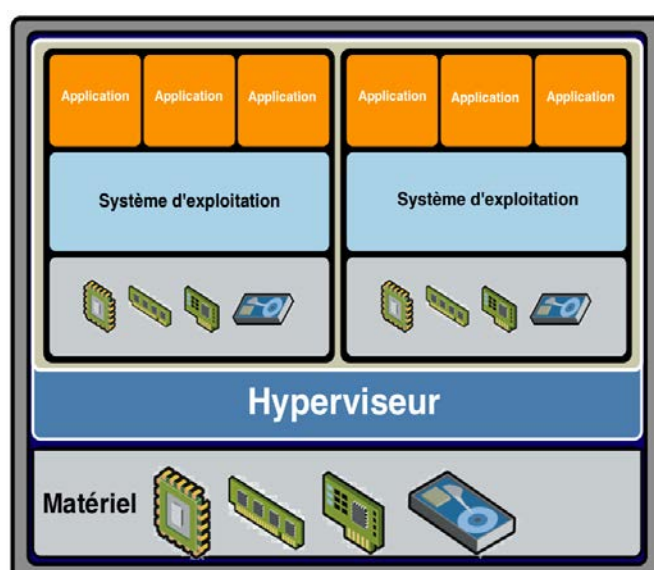 Application Application Application Application Application Application
Système d'exploitation Système d'exploitation
Hyperviseur
Matériel